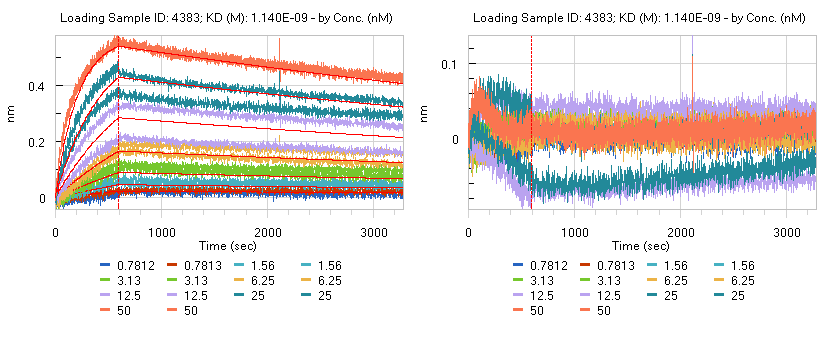 Loading Sample ID: 4383; KD (M): 1.140E-09 - by Conc. (nM)
nm
0.4
0.2
0
0 1000 2000 3000
Time (sec)
0.7812 0.7813 1.56 1.56
3.13 3.13 6.25 6.25
12.5 12.5 25 25
50 50
Loading Sample ID: 4383; KD (M): 1.140E-09 - by Conc. (nM)
nm
0.1
0
0 1000 2000 3000
Time (sec)
0.7812 0.7813 1.56 1.56
3.13 3.13 6.25 6.25
12.5 12.5 25 25
50 50